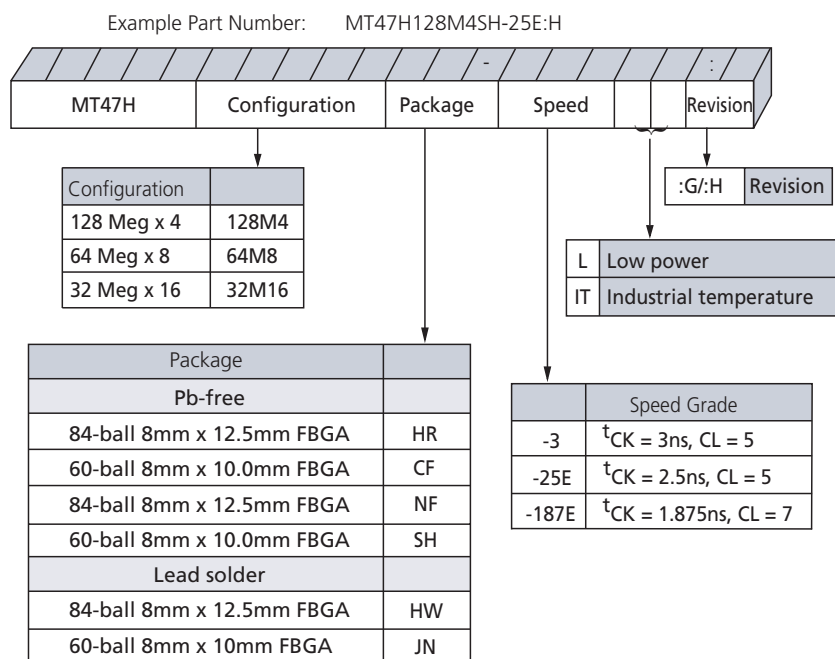 Example Part Number: MT47H128M4SH-25E:H
- :
MT47H Configuration Package Speed Revision
Configuration
128 Meg x 4 128M4
64 Meg x 8 64M8
32 Meg x 16 32M16
:G/:H Revision
L Low power
IT Industrial temperature
Package
Pb-free
84-ball 8mm x 12.5mm FBGA HR
60-ball 8mm x 10.0mm FBGA CF
84-ball 8mm x 12.5mm FBGA NF
60-ball 8mm x 10.0mm FBGA SH
Lead solder
84-ball 8mm x 12.5mm FBGA HW
60-ball 8mm x 10mm FBGA JN
Speed Grade
-3 tCK = 3ns, CL = 5
-25E tCK = 2.5ns, CL = 5
-187E tCK = 1.875ns, CL = 7